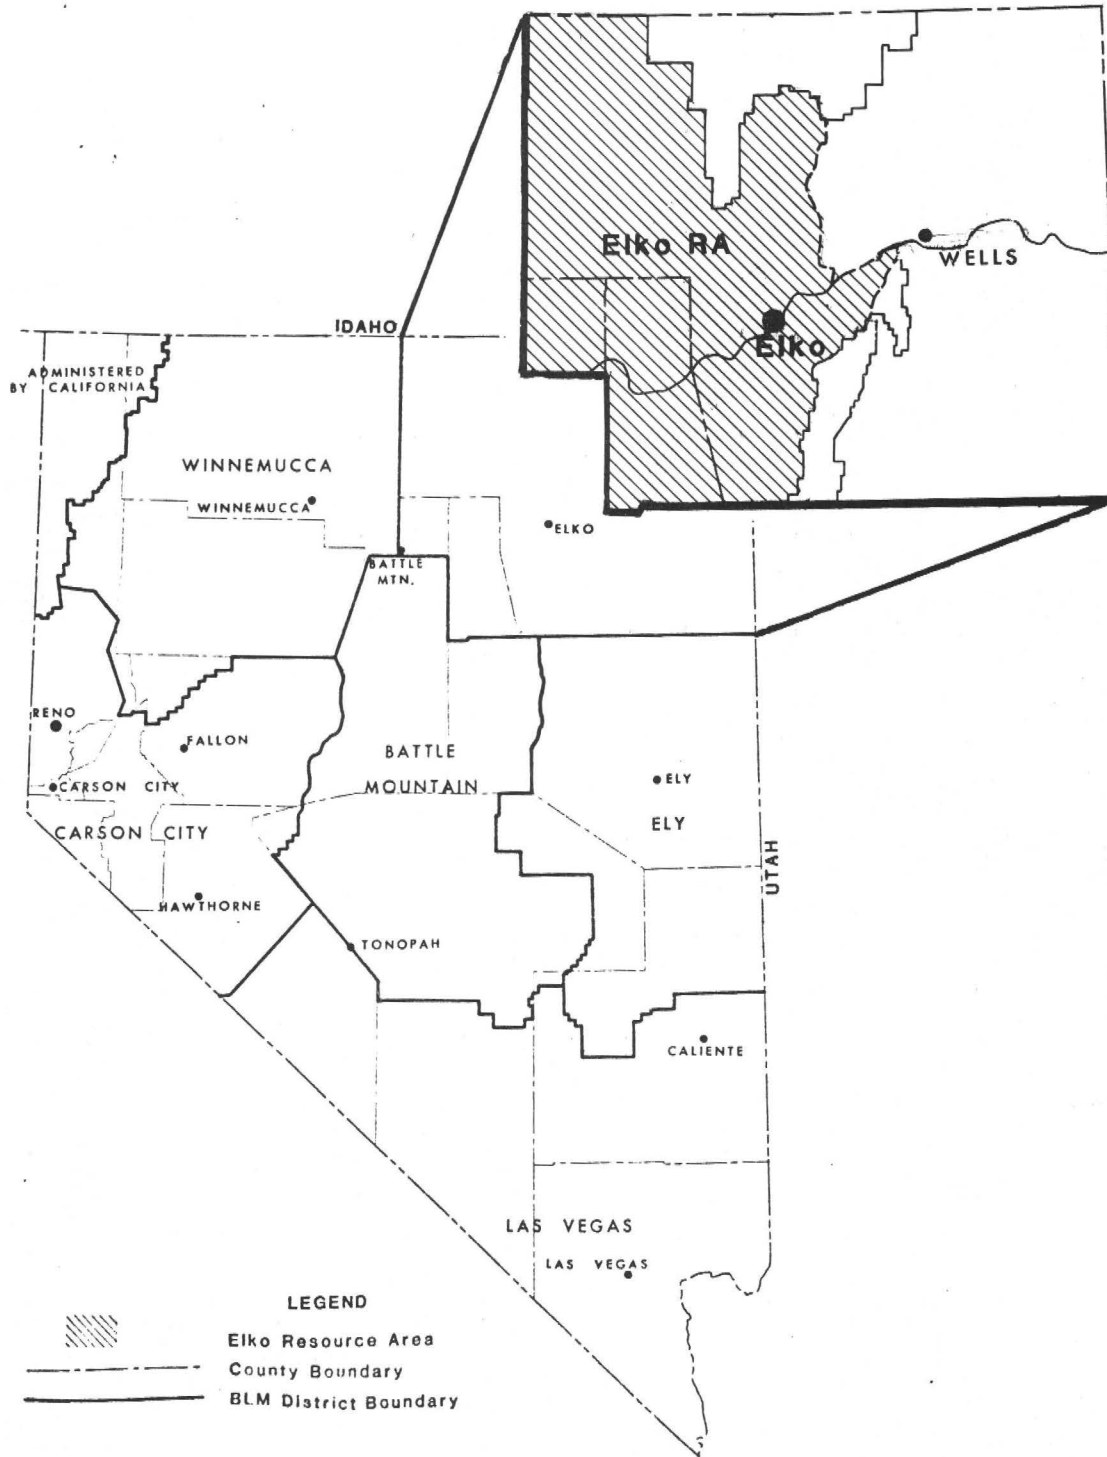 Elko RA
WELLS
Elko
IDAHO
ADMINISTERED
BY CALIFORNIA
WINNEMUCCA
WINNEMUCCA
ELKO
BATTLE
MTN.
RENO
FALLON
BATTLE
MOUNTAIN
CARSON CITY
ELY
ELY
CARSON CITY
UTAH
HAWTHORNE
TONOPAH
CALIENTE
LAS VEGAS
LAS VEGAS
LEGEND
Elko Resource Area
County Boundary
BLM District Boundary